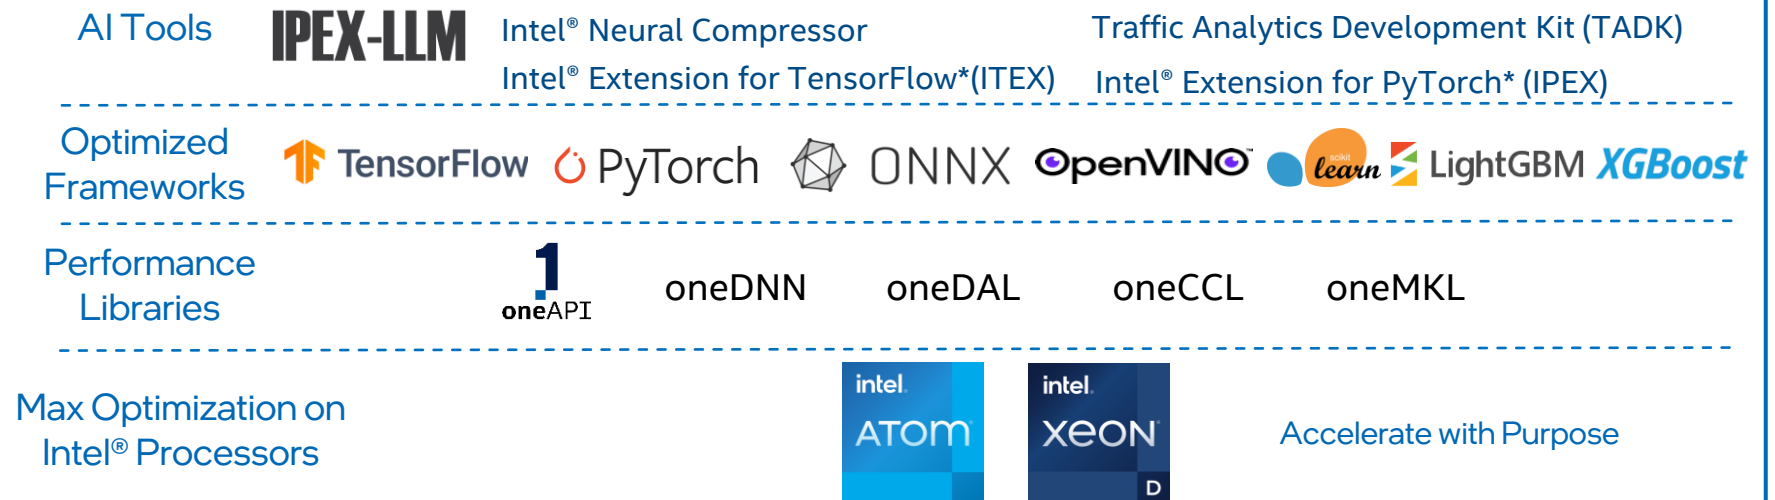 AI Tools
IPEX-LLM
Intel® Neural Compressor
Traffic Analytics Development Kit (TADK)
Intel® Extension for TensorFlow*(ITEX)
Intel® Extension for PyTorch* (IPEX)
Optimized
Frameworks
TensorFlow
PyTorch
ONNX
OpenVINO™
scikit
learn
LightGBM
XGBoost
Performance
Libraries
1
oneAPI
oneDNN
oneDAL
oneCCL
oneMKL
Max Optimization on
Intel® Processors
intel.
ATOM
intel.
XEON
D
Accelerate with Purpose